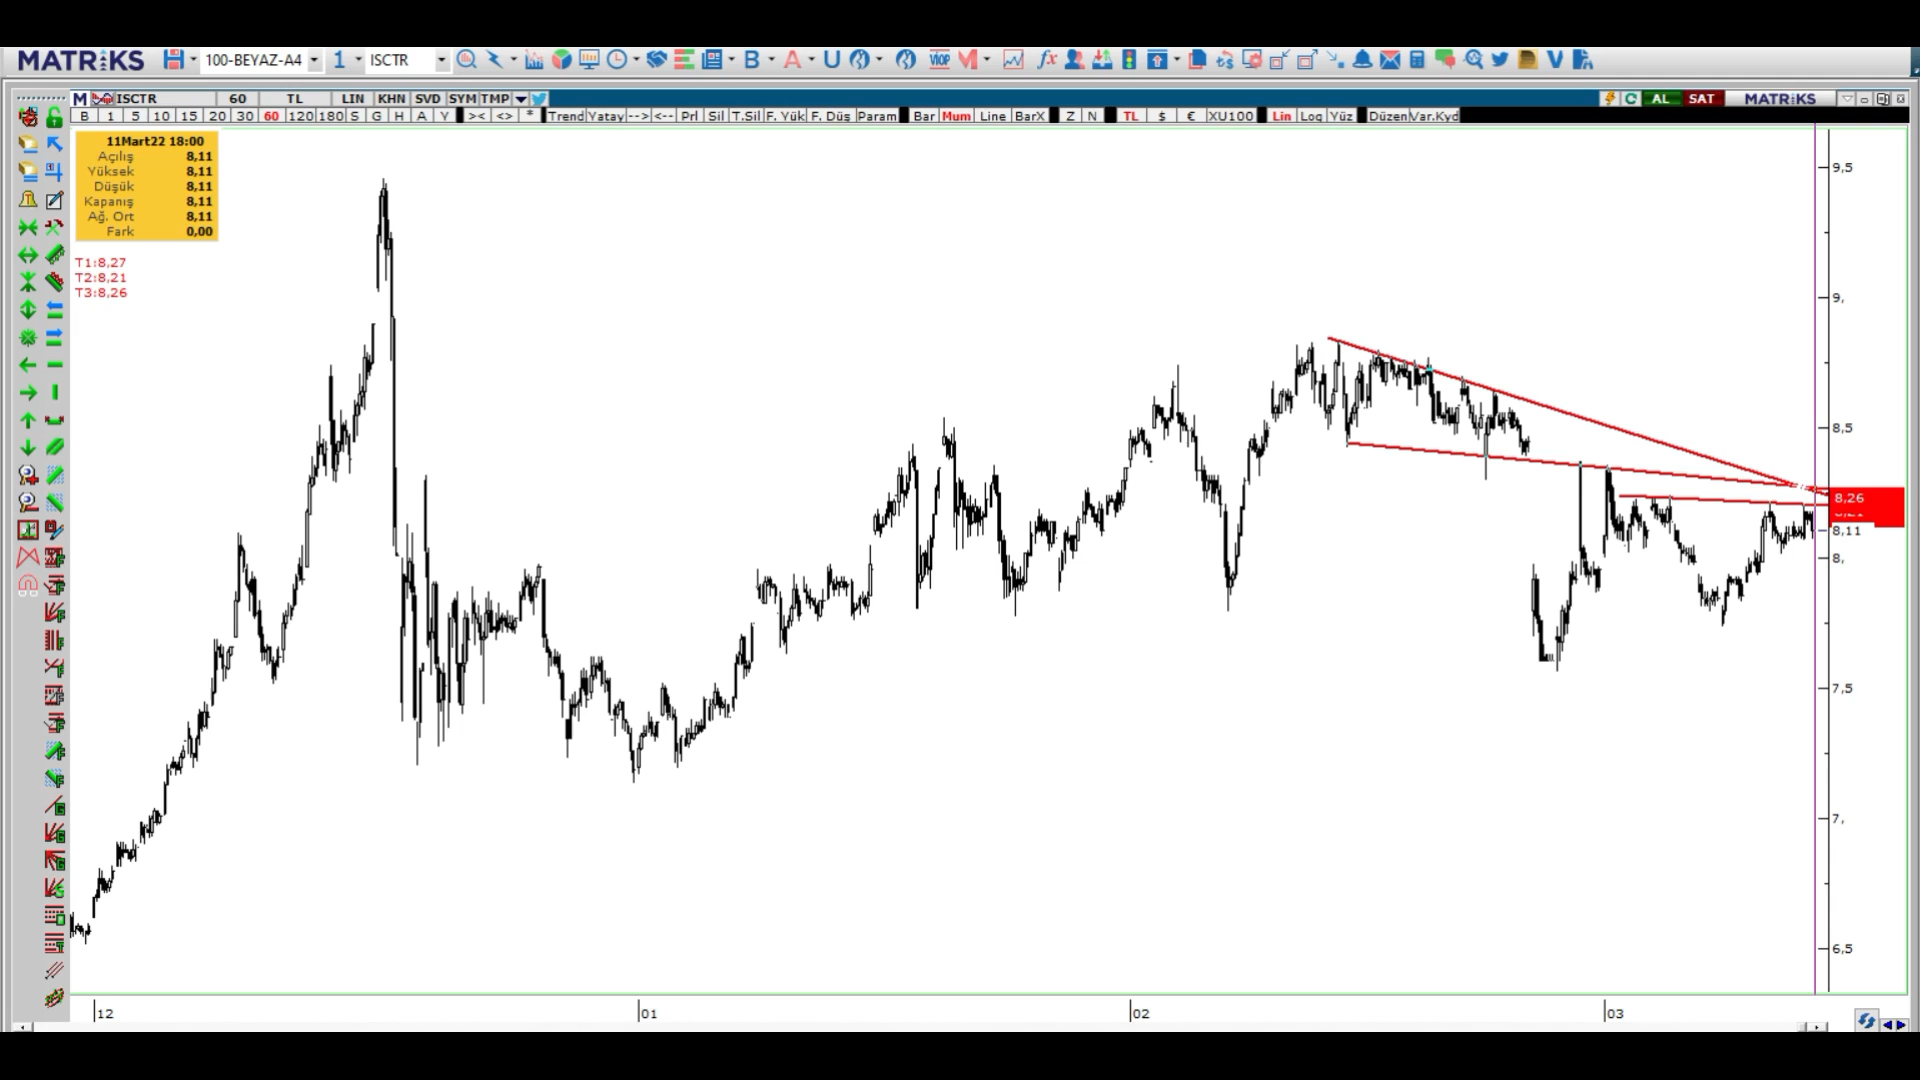 MATRiKS 100-BEYAZ-A4 1 ISCTR B A U VIOP M fx V
M ISCTR 60 TL LIN KHN SVD SYM TMP AL SAT MATRiKS
B 1 5 10 15 20 30 60 120 180 S G H A Y >< <> * Trend Yatay --> <-- Prl Sil T.Sil F. Yük F. Düş Param Bar Mum Line BarX Z N TL $ € XU100 Lin Log Yüz Düzen Var.Kyd
11Mart22 18:00
Açılış 8,11
Yüksek 8,11
Düşük 8,11
Kapanış 8,11
Ağ. Ort 8,11
Fark 0,00
T1:8,27
T2:8,21
T3:8,26
9,5
9,
8,5
8,26
8,11
8,
7,5
7,
6,5
12 01 02 03